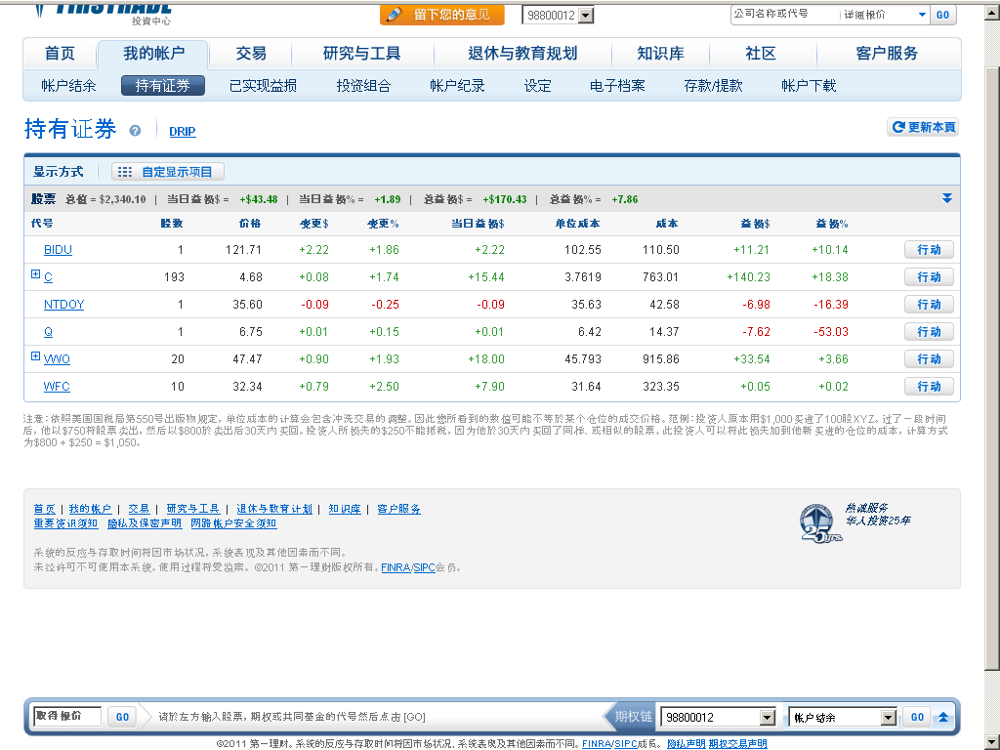 FIRSTRADE 留下您的意见 98800012 公司名称或代号 详细报价 GO
投資中心
首页 我的帐户 交易 研究与工具 退休与教育规划 知识库 社区 客户服务
帐户结余 持有证券 已实现益损 投资组合 帐户纪录 设定 电子档案 存款/提款 帐户下载
持有证券 ? DRIP 更新本頁
显示方式 自定显示项目
股票 总值 = $2,340.10 | 当日益损$ = +$43.48 | 当日益损% = +1.89 | 总益损$ = +$170.43 | 总益损% = +7.86
代号 股数 价格 变更$ 变更% 当日益损$ 单位成本 成本 益损$ 益损%
BIDU 1 121.71 +2.22 +1.86 +2.22 102.55 110.50 +11.21 +10.14 行动
C 193 4.68 +0.08 +1.74 +15.44 3.7619 763.01 +140.23 +18.38 行动
NTDOY 1 35.60 -0.09 -0.25 -0.09 35.63 42.58 -6.98 -16.39 行动
Q 1 6.75 +0.01 +0.15 +0.01 6.42 14.37 -7.62 -53.03 行动
VWO 20 47.47 +0.90 +1.93 +18.00 45.793 915.86 +33.54 +3.66 行动
WFC 10 32.34 +0.79 +2.50 +7.90 31.64 323.35 +0.05 +0.02 行动
注意:依照美国国税局第550号出版物规定，单位成本的计算会包含冲洗交易的调整。因此您所看到的数值可能不等於某个仓位的成交价格。范例:投资人原本用$1,000买进了100股XYZ。过了一段时间
后，他以$750将股票卖出，然后以$800於卖出后30天内买回。投资人所损失的$250不能抵税，因为他於30天内买回了同样、或相似的股票。此投资人可以将此损失加到他新买进的仓位的成本，计算方式
为$800 + $250 = $1,050。
首页 | 我的帐户 | 交易 | 研究与工具 | 退休与教育计划 | 知识库 | 客户服务
重要资讯须知 隐私及保密声明 网路帐户安全须知
热诚服务
华人投资25年
25 Yrs.
系统的反应与存取时间将因市场状况，系统表现及其他因素而不同。
未经许可不可使用本系统。使用过程将受监察。©2011 第一理财版权所有。FINRA/SIPC会员。
取得报价 GO 请於左方输入股票，期权或共同基金的代号然后点击 [GO] 期权链 98800012 帐户结余 GO
©2011 第一理财。系统的反应与存取时间将因市场状况，系统表现及其他因素而不同。FINRA/SIPC成员。 隐私声明 期权交易声明